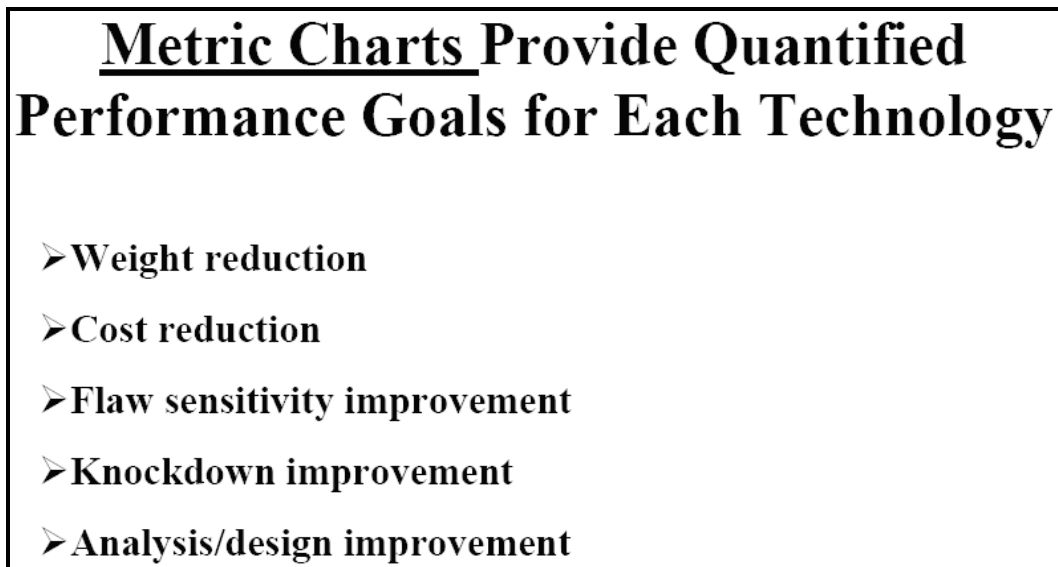 Metric Charts Provide Quantified
Performance Goals for Each Technology
➢Weight reduction
➢Cost reduction
➢Flaw sensitivity improvement
➢Knockdown improvement
➢Analysis/design improvement